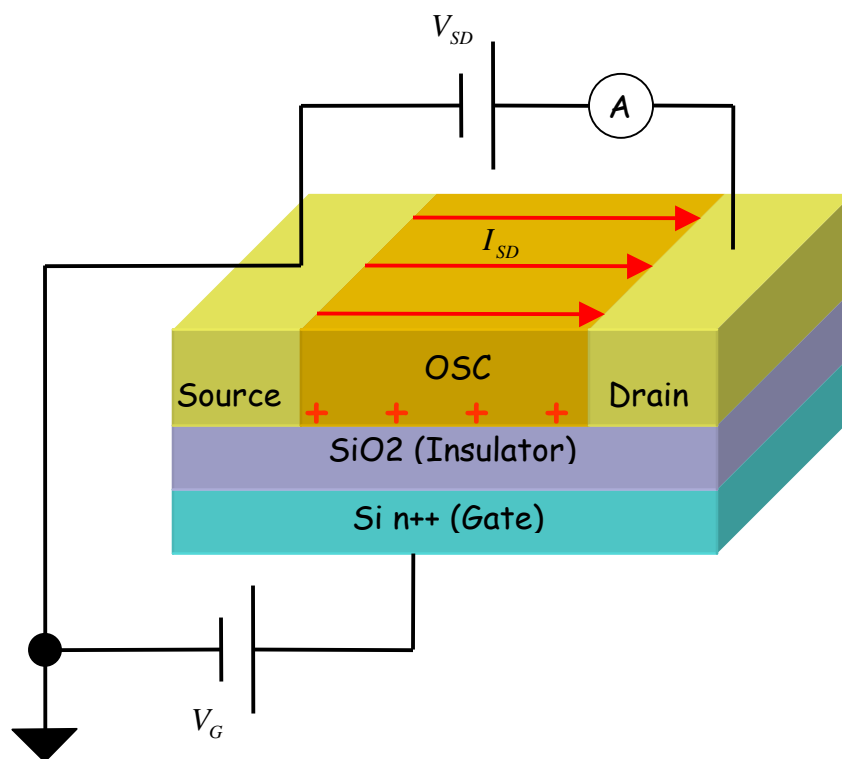 V_SD
A
I_SD
OSC
Source
Drain
+ + + +
SiO2 (Insulator)
Si n++ (Gate)
V_G